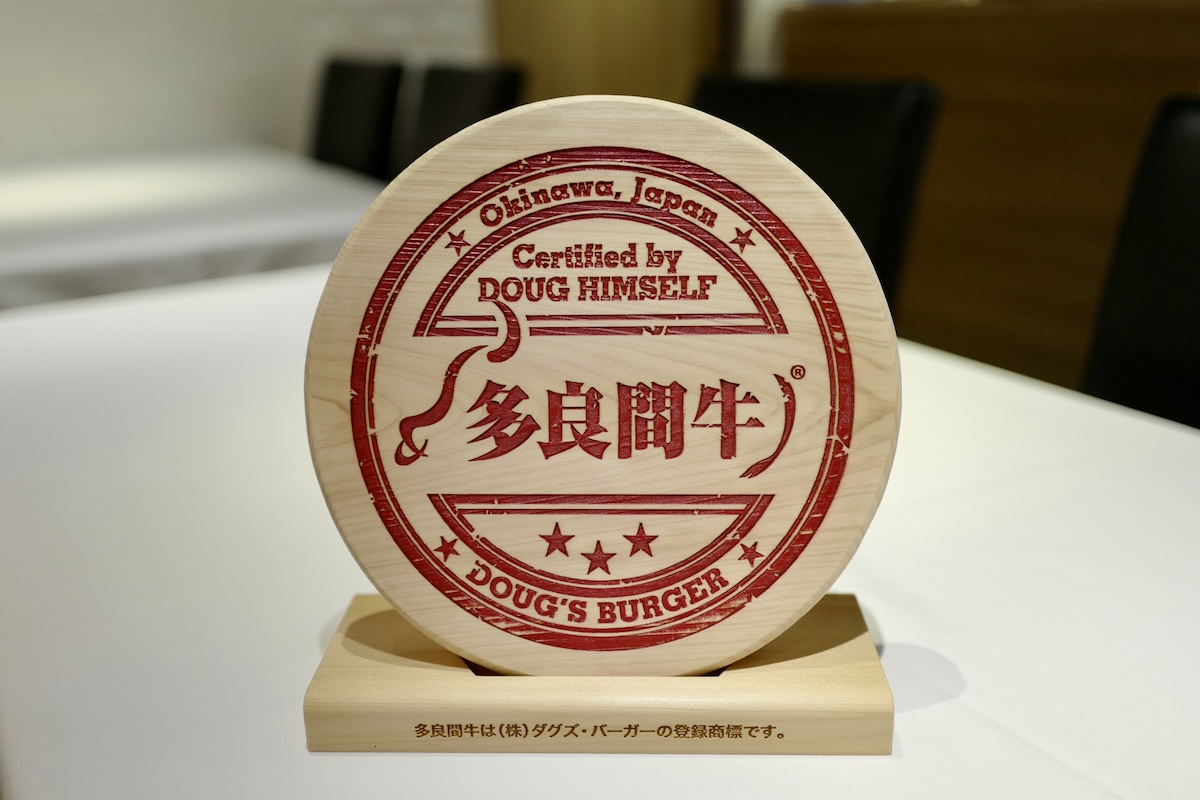 Okinawa, Japan
Certified by
DOUG HIMSELF
多良間牛®
DOUG'S BURGER
多良間牛は(株)ダグズ・バーガーの登録商標です。